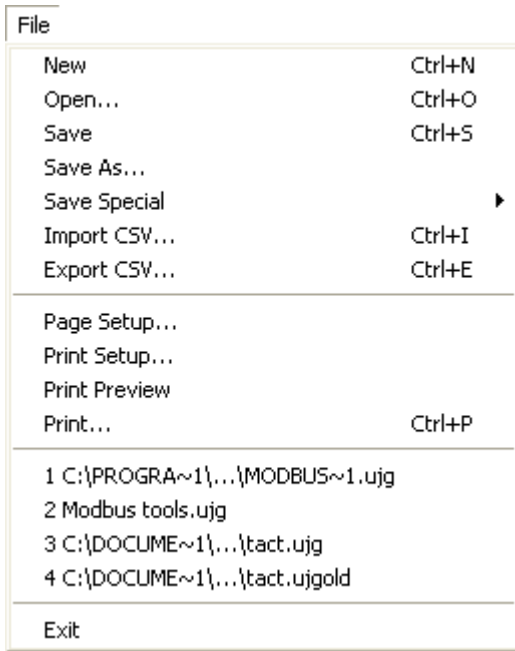 File
New Ctrl+N
Open... Ctrl+O
Save Ctrl+S
Save As...
Save Special
Import CSV... Ctrl+I
Export CSV... Ctrl+E
Page Setup...
Print Setup...
Print Preview
Print... Ctrl+P
1 C:\PROGRA~1\...\MODBUS~1.ujg
2 Modbus tools.ujg
3 C:\DOCUME~1\...\tact.ujg
4 C:\DOCUME~1\...\tact.ujgold
Exit